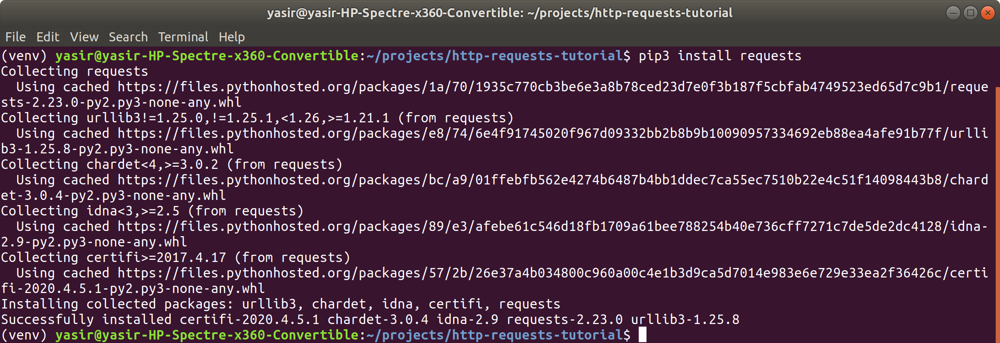 yasir@yasir-HP-Spectre-x360-Convertible: ~/projects/http-requests-tutorial
File Edit View Search Terminal Help
(venv) yasir@yasir-HP-Spectre-x360-Convertible:~/projects/http-requests-tutorial$ pip3 install requests
Collecting requests
  Using cached https://files.pythonhosted.org/packages/1a/70/1935c770cb3be6e3a8b78ced23d7e0f3b187f5cbfab4749523ed65d7c9b1/reque
sts-2.23.0-py2.py3-none-any.whl
Collecting urllib3!=1.25.0,!=1.25.1,<1.26,>=1.21.1 (from requests)
  Using cached https://files.pythonhosted.org/packages/e8/74/6e4f91745020f967d09332bb2b8b9b10090957334692eb88ea4afe91b77f/urlli
b3-1.25.8-py2.py3-none-any.whl
Collecting chardet<4,>=3.0.2 (from requests)
  Using cached https://files.pythonhosted.org/packages/bc/a9/01ffebfb562e4274b6487b4bb1ddec7ca55ec7510b22e4c51f14098443b8/chard
et-3.0.4-py2.py3-none-any.whl
Collecting idna<3,>=2.5 (from requests)
  Using cached https://files.pythonhosted.org/packages/89/e3/afebe61c546d18fb1709a61bee788254b40e736cff7271c7de5de2dc4128/idna-
2.9-py2.py3-none-any.whl
Collecting certifi>=2017.4.17 (from requests)
  Using cached https://files.pythonhosted.org/packages/57/2b/26e37a4b034800c960a00c4e1b3d9ca5d7014e983e6e729e33ea2f36426c/certi
fi-2020.4.5.1-py2.py3-none-any.whl
Installing collected packages: urllib3, chardet, idna, certifi, requests
Successfully installed certifi-2020.4.5.1 chardet-3.0.4 idna-2.9 requests-2.23.0 urllib3-1.25.8
(venv) yasir@yasir-HP-Spectre-x360-Convertible:~/projects/http-requests-tutorial$